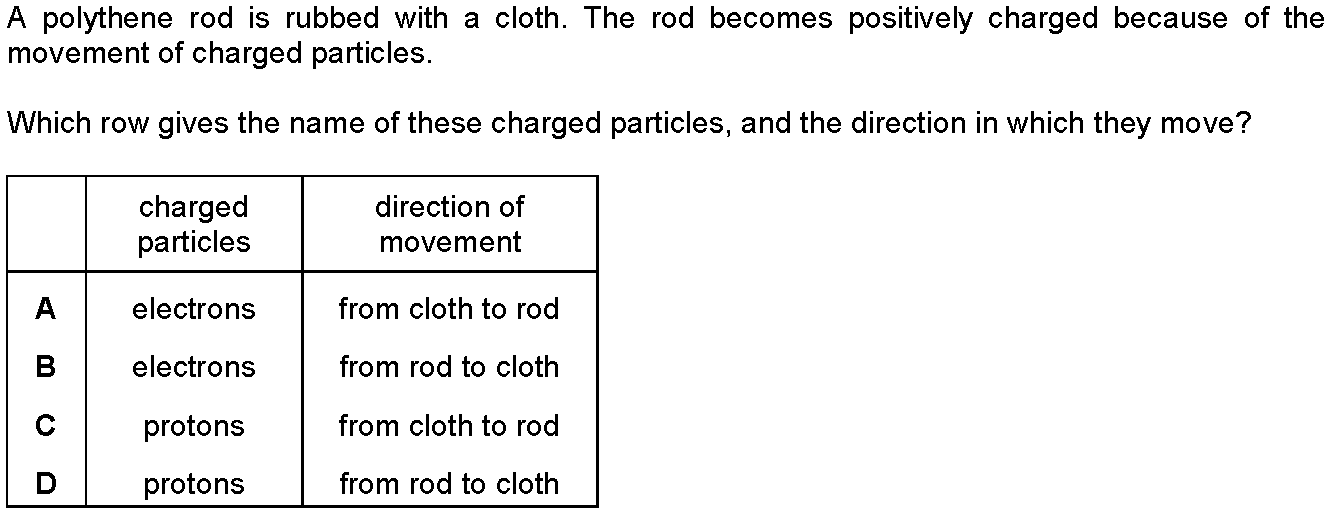 A polythene rod is rubbed with a cloth. The rod becomes positively charged because of the
movement of charged particles.
Which row gives the name of these charged particles, and the direction in which they move?
charged particles direction of movement
A electrons from cloth to rod
B electrons from rod to cloth
C protons from cloth to rod
D protons from rod to cloth